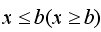 x ≤ b(x ≥ b)